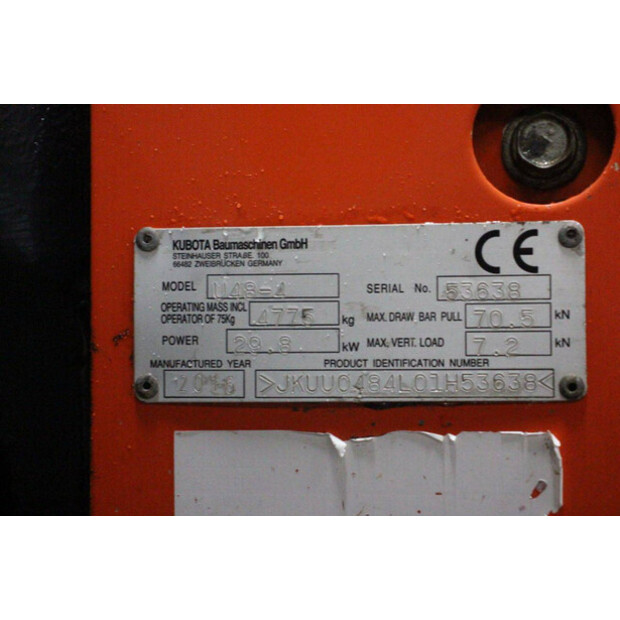 KUBOTA Baumaschinen GmbH
STEINHAUSER STRAßE 100
66482 ZWEIBRÜCKEN GERMANY
CE
MODEL U48-4 SERIAL No. 53638
OPERATING MASS INCL
OPERATOR OF 75Kg 4775 kg MAX. DRAW BAR PULL 70.5 kN
POWER 29.8 kW MAX. VERT. LOAD 7.2 kN
MANUFACTURED YEAR PRODUCT IDENTIFICATION NUMBER
>JKUU0484L01H53638<